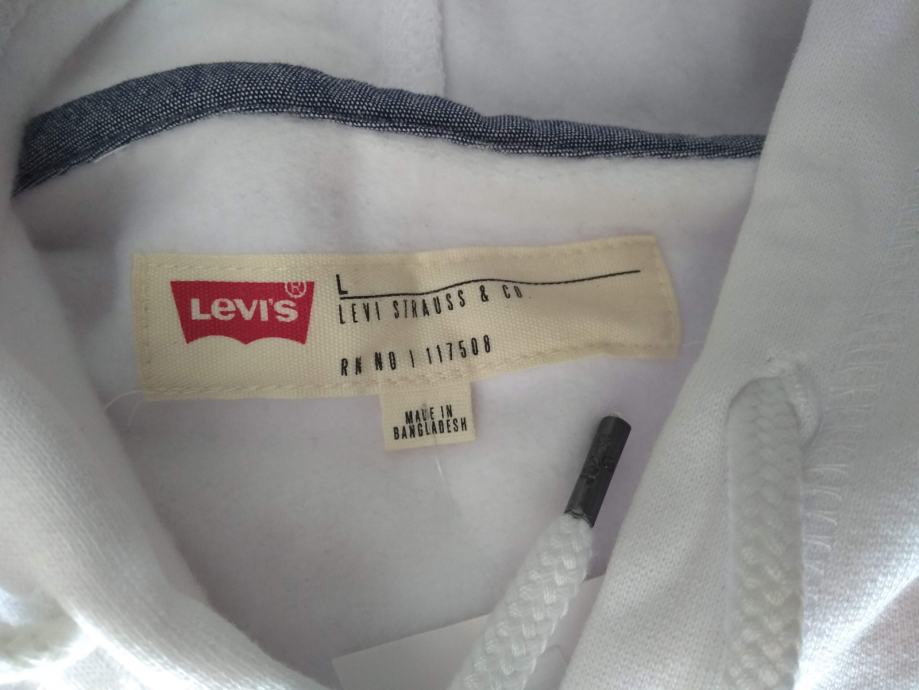 LEVI'S®
L
LEVI STRAUSS & CO.
RN NO | 117508
MADE IN
BANGLADESH